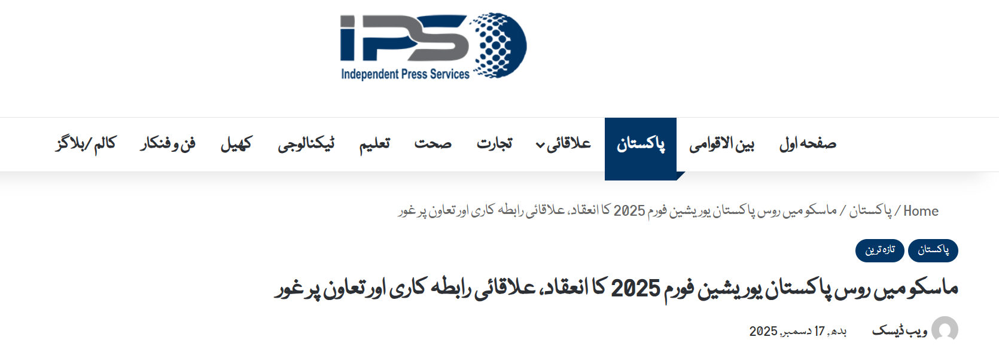 IPS
Independent Press Services
صفحہ اول بین الاقوامی پاکستان علاقائی تجارت صحت تعلیم ٹیکنالوجی کھیل فن و فنکار کالم /بلاگز
Home / پاکستان / ماسکو میں روس پاکستان یوریشین فورم 2025 کا انعقاد، علاقائی رابطہ کاری اور تعاون پر غور
پاکستان تازہ ترین
ماسکو میں روس پاکستان یوریشین فورم 2025 کا انعقاد، علاقائی رابطہ کاری اور تعاون پر غور
ویب ڈیسک بدھ, 17 دسمبر, 2025